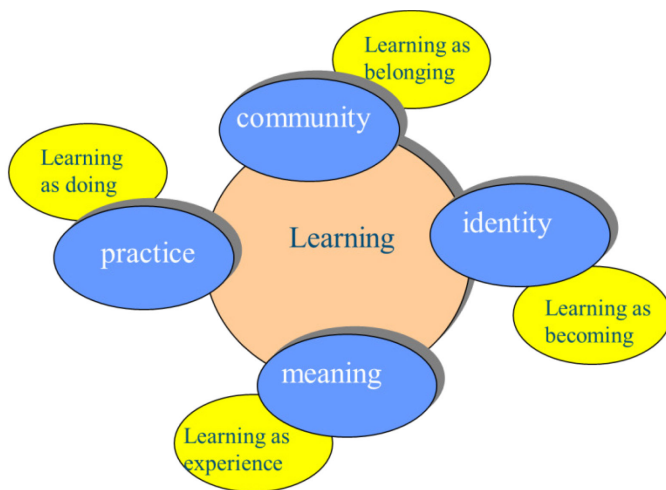 Learning as
belonging
community
Learning
as doing
practice
Learning
identity
Learning as
becoming
meaning
Learning as
experience